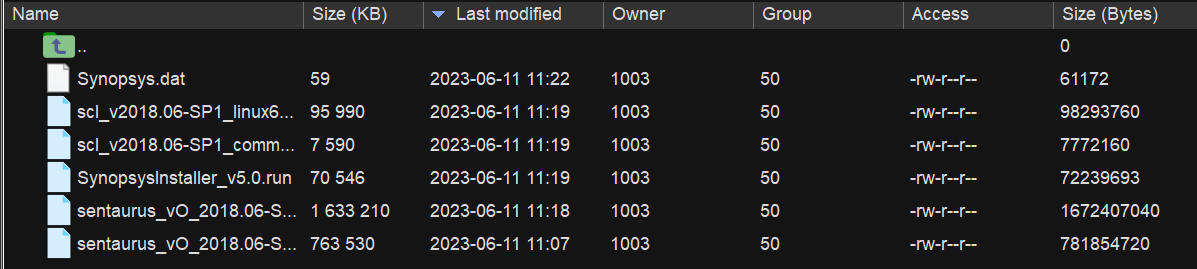 Name Size (KB) Last modified Owner Group Access Size (Bytes)
.. 0
Synopsys.dat 59 2023-06-11 11:22 1003 50 -rw-r--r-- 61172
scl_v2018.06-SP1_linux6... 95 990 2023-06-11 11:19 1003 50 -rw-r--r-- 98293760
scl_v2018.06-SP1_comm... 7 590 2023-06-11 11:19 1003 50 -rw-r--r-- 7772160
SynopsysInstaller_v5.0.run 70 546 2023-06-11 11:19 1003 50 -rw-r--r-- 72239693
sentaurus_vO_2018.06-S... 1 633 210 2023-06-11 11:18 1003 50 -rw-r--r-- 1672407040
sentaurus_vO_2018.06-S... 763 530 2023-06-11 11:07 1003 50 -rw-r--r-- 781854720